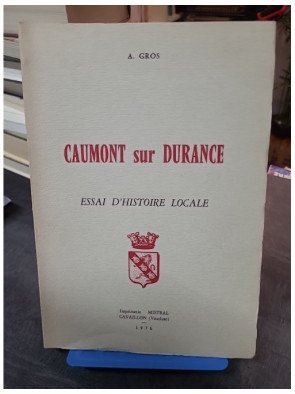 A. GROS
CAUMONT sur DURANCE
ESSAI D'HISTOIRE LOCALE
Imprimerie MISTRAL
CAVAILLON (Vaucluse)